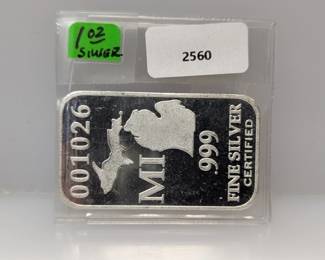 1 oz
SILVER
2560
001026
MI
.999
FINE SILVER
CERTIFIED